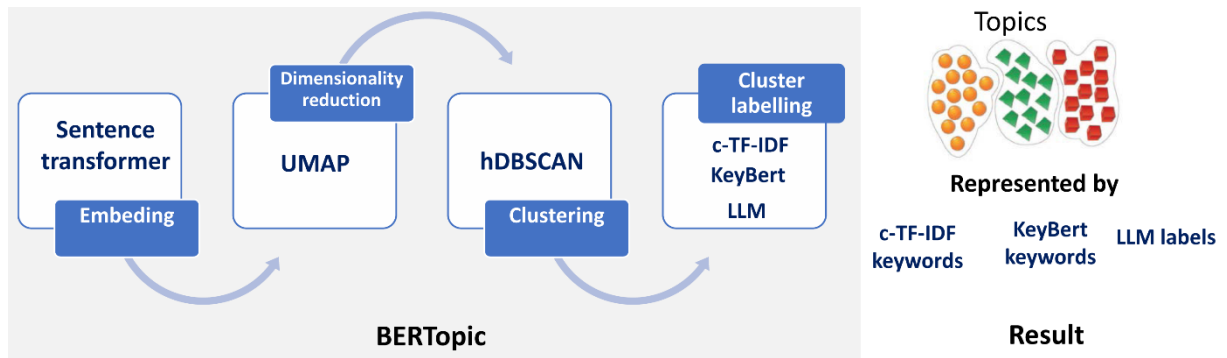 Sentence
transformer
Embeding
Dimensionality
reduction
UMAP
hDBSCAN
Clustering
Cluster
labelling
c-TF-IDF
KeyBert
LLM
BERTopic
Topics
Represented by
c-TF-IDF
keywords
KeyBert
keywords
LLM labels
Result